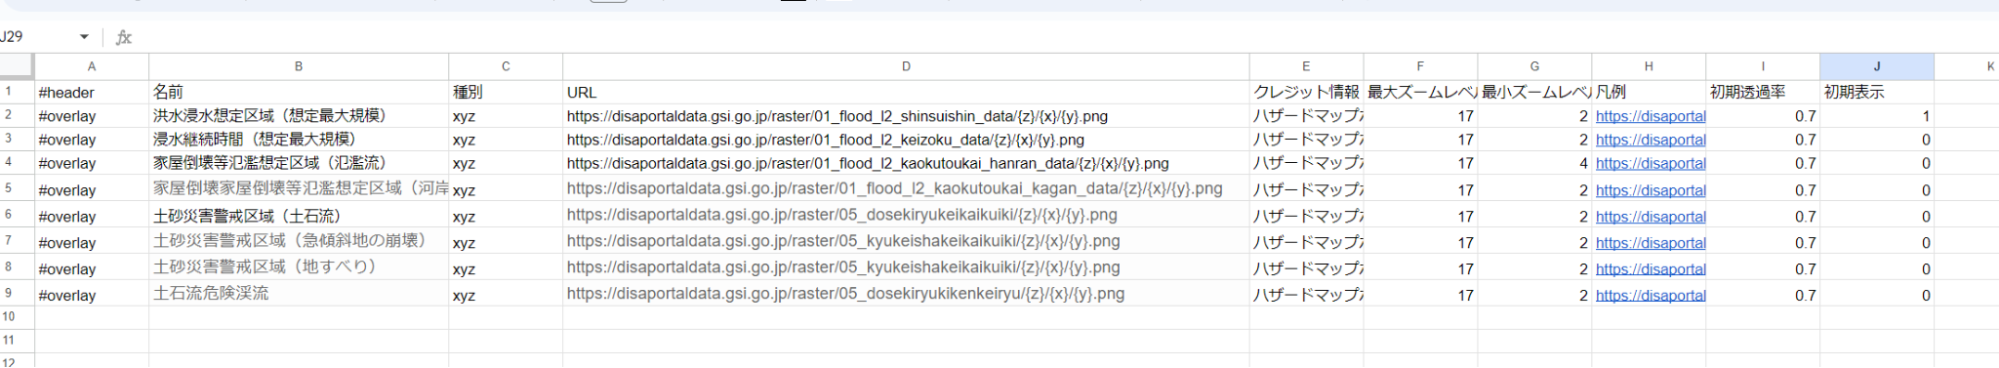 J29 fx
A B C D E F G H I J K
1 #header 名前 種別 URL クレジット情報 最大ズームレベル 最小ズームレベル 凡例 初期透過率 初期表示
2 #overlay 洪水浸水想定区域（想定最大規模） xyz https://disaportaldata.gsi.go.jp/raster/01_flood_l2_shinsuishin_data/{z}/{x}/{y}.png ハザードマップ 17 2 https://disaportal 0.7 1
3 #overlay 浸水継続時間（想定最大規模） xyz https://disaportaldata.gsi.go.jp/raster/01_flood_l2_keizoku_data/{z}/{x}/{y}.png ハザードマップ 17 2 https://disaportal 0.7 0
4 #overlay 家屋倒壊等氾濫想定区域（氾濫流） xyz https://disaportaldata.gsi.go.jp/raster/01_flood_l2_kaokutoukai_hanran_data/{z}/{x}/{y}.png ハザードマップ 17 4 https://disaportal 0.7 0
5 #overlay 家屋倒壊家屋倒壊等氾濫想定区域（河岸 xyz https://disaportaldata.gsi.go.jp/raster/01_flood_l2_kaokutoukai_kagan_data/{z}/{x}/{y}.png ハザードマップ 17 2 https://disaportal 0.7 0
6 #overlay 土砂災害警戒区域（土石流） xyz https://disaportaldata.gsi.go.jp/raster/05_dosekiryukeikaikuiki/{z}/{x}/{y}.png ハザードマップ 17 2 https://disaportal 0.7 0
7 #overlay 土砂災害警戒区域（急傾斜地の崩壊） xyz https://disaportaldata.gsi.go.jp/raster/05_kyukeishakeikaikuiki/{z}/{x}/{y}.png ハザードマップ 17 2 https://disaportal 0.7 0
8 #overlay 土砂災害警戒区域（地すべり） xyz https://disaportaldata.gsi.go.jp/raster/05_kyukeishakeikaikuiki/{z}/{x}/{y}.png ハザードマップ 17 2 https://disaportal 0.7 0
9 #overlay 土石流危険渓流 xyz https://disaportaldata.gsi.go.jp/raster/05_dosekiryukikenkeiryu/{z}/{x}/{y}.png ハザードマップ 17 2 https://disaportal 0.7 0
10
11
12